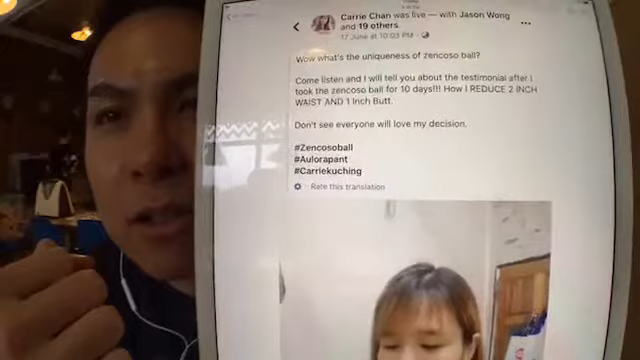 Carrie Chan was live — with Jason Wong
and 19 others.
17 June at 10:03 PM
Wow what's the uniqueness of zencoso ball?
Come listen and I will tell you about the testimonial after i
took the zencoso ball for 10 days!!! How I REDUCE 2 INCH
WAIST AND 1 Inch Butt.
Don't see everyone will love my decision.
#Zencosoball
#Aulorapant
#Carriekuching
Rate this translation